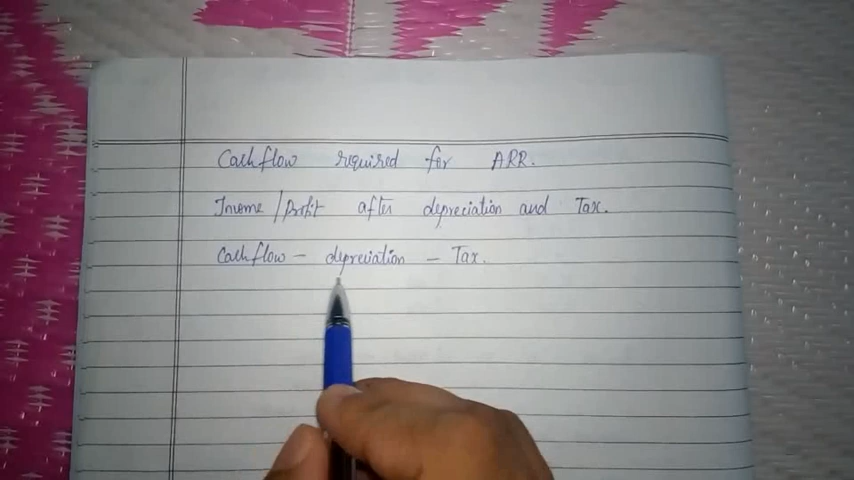 Cashflow required for ARR.
Income/Profit after depreciation and Tax.
Cashflow - depreciation - Tax.